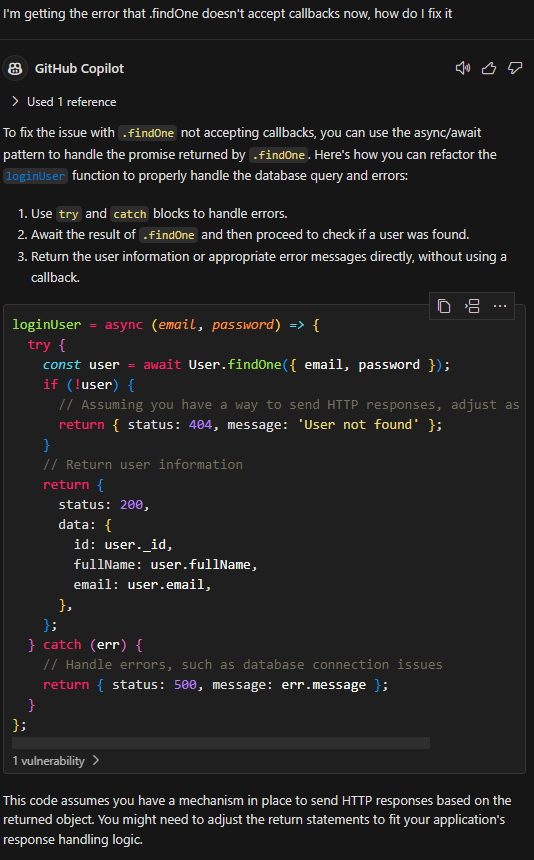 I'm getting the error that .findOne doesn't accept callbacks now, how do I fix it
GitHub Copilot
Used 1 reference
To fix the issue with .findOne not accepting callbacks, you can use the async/await
pattern to handle the promise returned by .findOne. Here's how you can refactor the
loginUser function to properly handle the database query and errors:
1. Use try and catch blocks to handle errors.
2. Await the result of .findOne and then proceed to check if a user was found.
3. Return the user information or appropriate error messages directly, without using a
callback.
loginUser = async (email, password) => {
  try {
    const user = await User.findOne({ email, password });
    if (!user) {
      // Assuming you have a way to send HTTP responses, adjust as
      return { status: 404, message: 'User not found' };
    }
    // Return user information
    return {
      status: 200,
      data: {
        id: user._id,
        fullName: user.fullName,
        email: user.email,
      },
    };
  } catch (err) {
    // Handle errors, such as database connection issues
    return { status: 500, message: err.message };
  }
};
1 vulnerability
This code assumes you have a mechanism in place to send HTTP responses based on the
returned object. You might need to adjust the return statements to fit your application's
response handling logic.